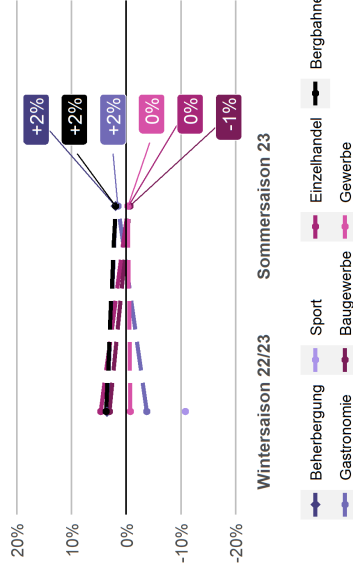 20%
10%
0%
-10%
-20%
+2%
+2%
+2%
0%
0%
-1%
Wintersaison 22/23
Sommersaison 23
Beherbergung
Sport
Einzelhandel
Bergbahne
Gastronomie
Baugewerbe
Gewerbe